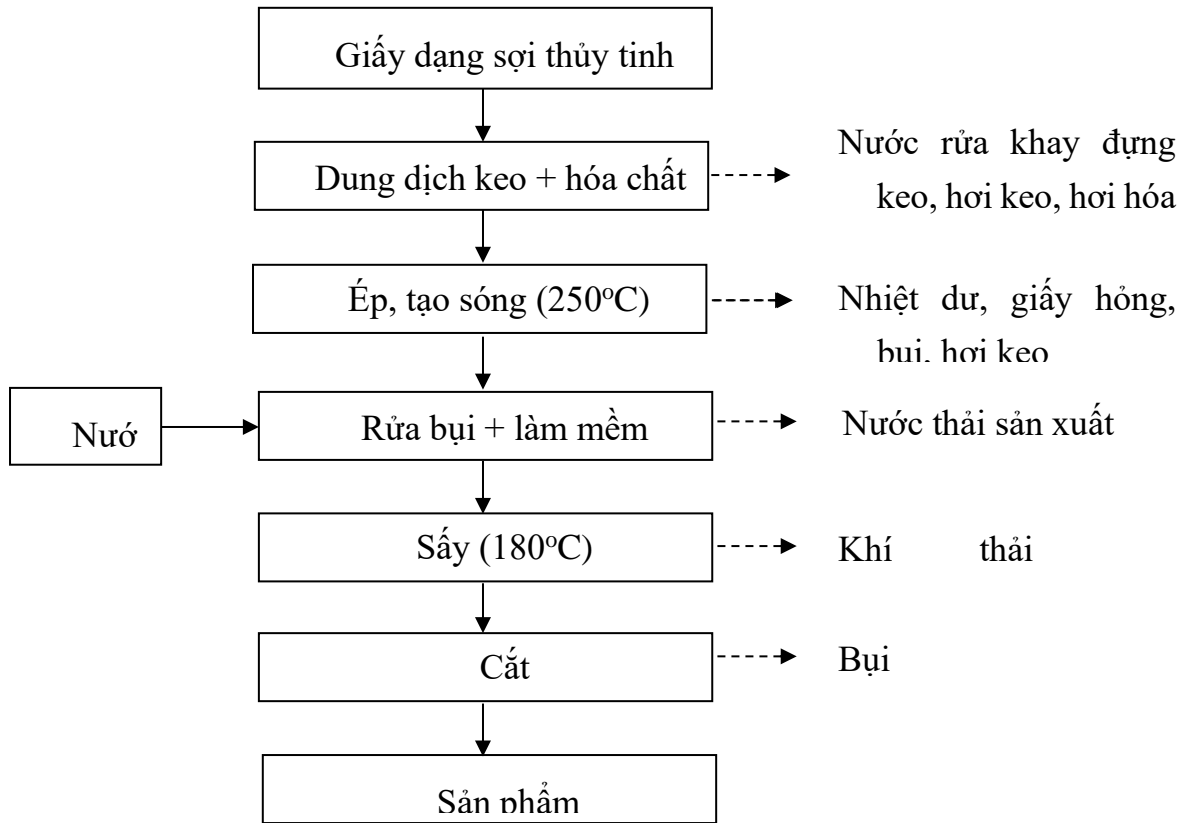 Giấy dạng sợi thủy tinh
Dung dịch keo + hóa chất
Nước rửa khay đựng
keo, hơi keo, hơi hóa
Ép, tạo sóng (250°C)
Nhiệt dư, giấy hỏng,
bụi, hơi keo
Nướ
Rửa bụi + làm mềm
Nước thải sản xuất
Sấy (180°C)
Khí thải
Cắt
Bụi
Sản phẩm